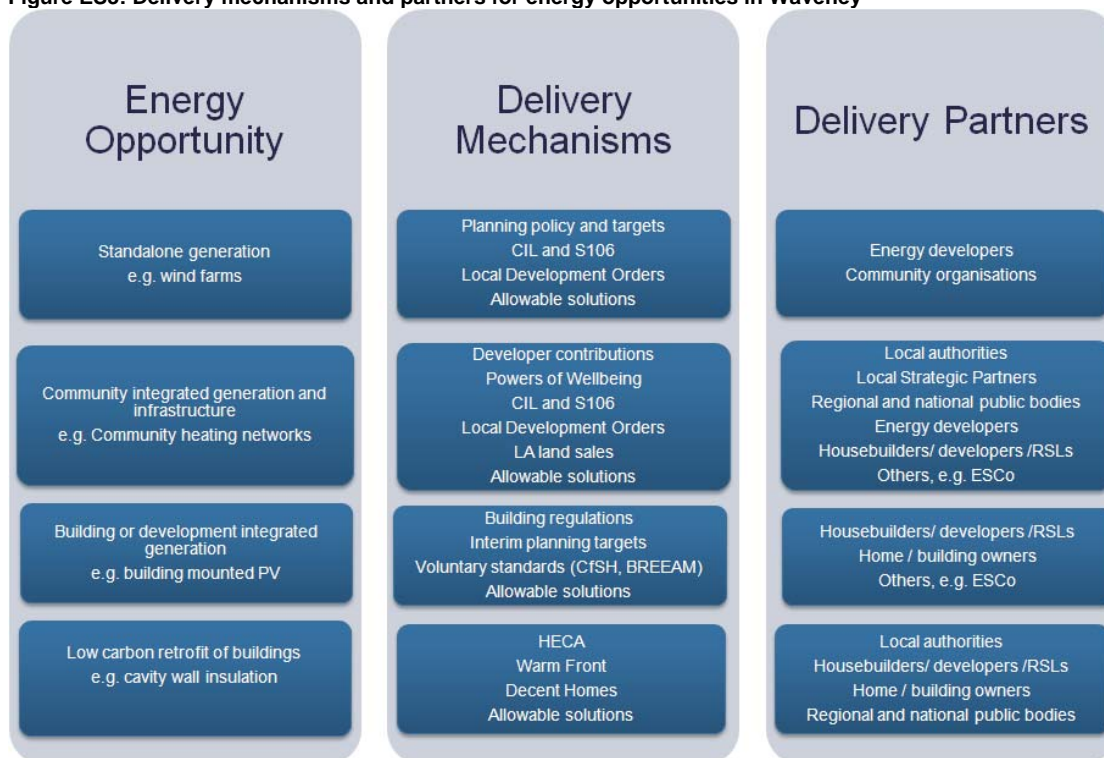 Figure Delivery mechanisms and partners for energy opportunities in Waveney
Energy
Opportunity
Delivery
Mechanisms
Delivery Partners
Standalone generation
e.g. wind farms
Planning policy and targets
CIL and S106
Local Development Orders
Allowable solutions
Energy developers
Community organisations
Community integrated generation and
infrastructure
e.g. Community heating networks
Developer contributions
Powers of Wellbeing
CIL and S106
Local Development Orders
LA land sales
Allowable solutions
Local authorities
Local Strategic Partners
Regional and national public bodies
Energy developers
Housebuilders/ developers /RSLs
Others, e.g. ESCo
Building or development integrated
generation
e.g. building mounted PV
Building regulations
Interim planning targets
Voluntary standards (CfSH, BREEAM)
Allowable solutions
Housebuilders/ developers /RSLs
Home / building owners
Others, e.g. ESCo
Low carbon retrofit of buildings
e.g. cavity wall insulation
HECA
Warm Front
Decent Homes
Allowable solutions
Local authorities
Housebuilders/ developers /RSLs
Home / building owners
Regional and national public bodies